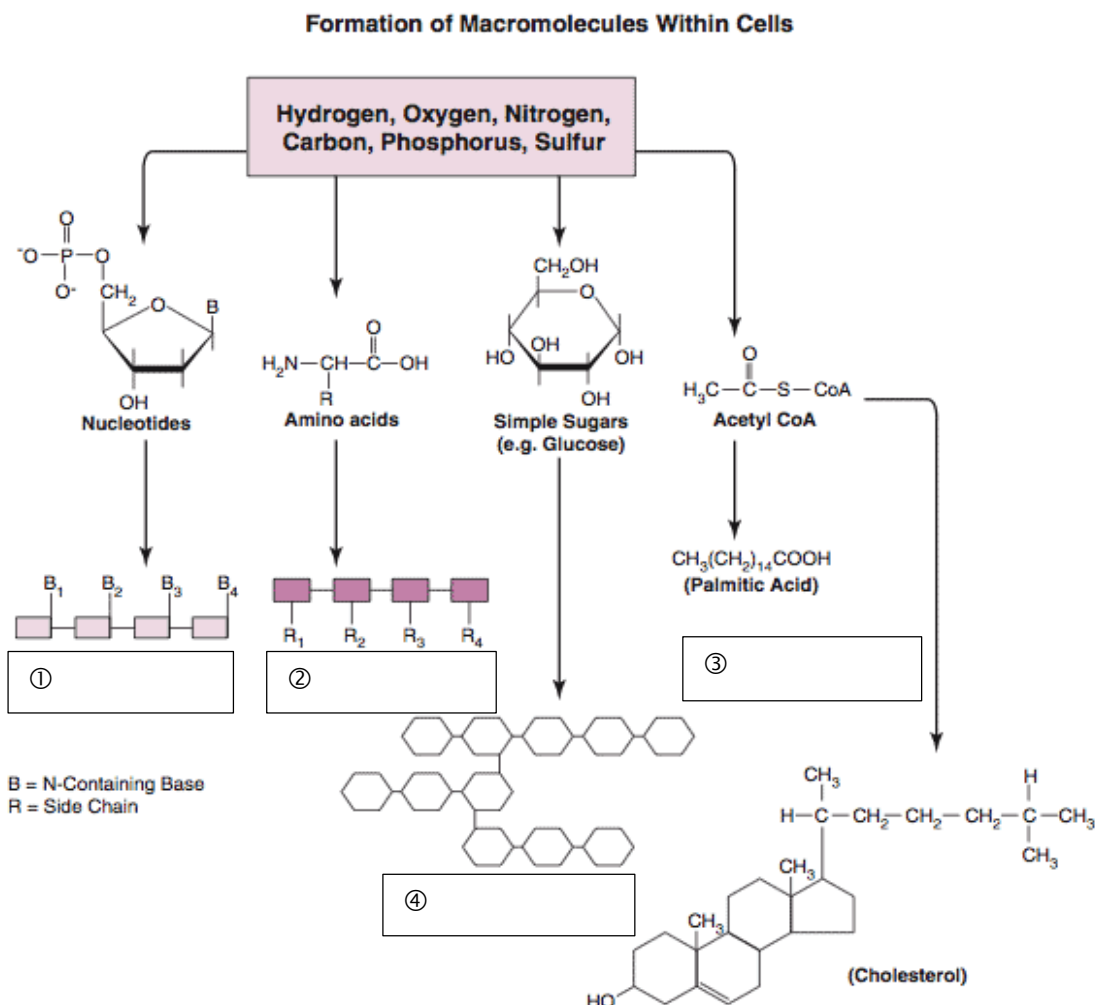 Formation of Macromolecules Within Cells
Hydrogen, Oxygen, Nitrogen,
Carbon, Phosphorus, Sulfur
O
⁻O—P—O
O⁻
CH₂
O
B
OH
Nucleotides
O
H₂N—CH—C—OH
R
Amino acids
CH₂OH
O
HO
OH
OH
OH
Simple Sugars
(e.g. Glucose)
O
H₃C—C—S—CoA
Acetyl CoA
CH₃(CH₂)₁₄COOH
(Palmitic Acid)
B₁ B₂ B₃ B₄
R₁ R₂ R₃ R₄
①
②
③
B = N-Containing Base
R = Side Chain
④
CH₃
H
H—C—CH₂—CH₂—CH₂—C—CH₃
CH₃
CH₃
CH₃
HO
(Cholesterol)